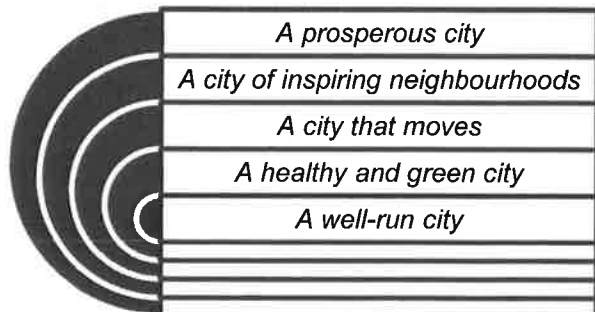 A prosperous city
A city of inspiring neighbourhoods
A city that moves
A healthy and green city
A well-run city